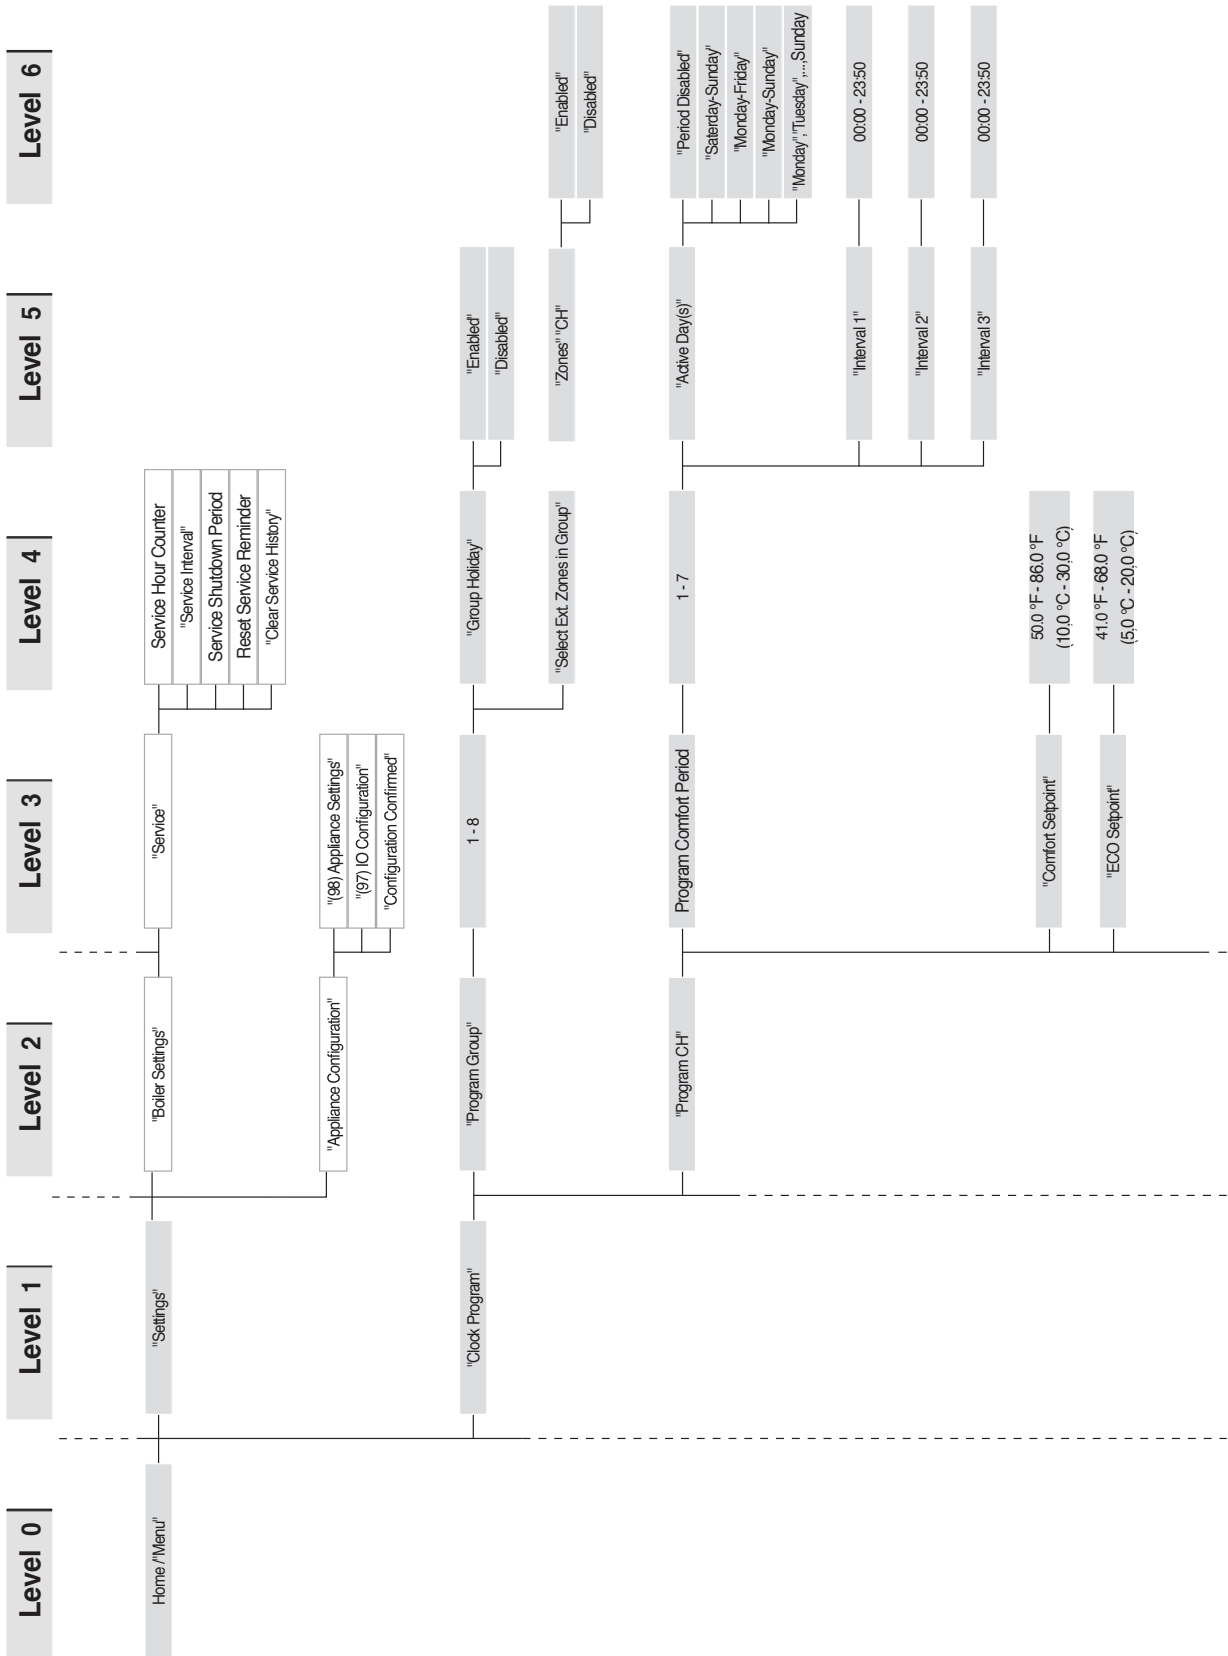 Level 0
Level 1
Level 2
Level 3
Level 4
Level 5
Level 6
Home /"Menu"
"Settings"
"Boiler Settings"
"Service"
Service Hour Counter
"Service Interval"
Service Shutdown Period
Reset Service Reminder
"Clear Service History"
"Appliance Configuration"
"(98) Appliance Settings"
"(97) IO Configuration"
"Configuration Confirmed"
"Clock Program"
"Program Group"
1 - 8
"Group Holiday"
"Enabled"
"Disabled"
"Select Ext. Zones in Group"
"Zones" "CH"
"Enabled"
"Disabled"
"Program CH"
Program Comfort Period
1 - 7
"Active Day(s)"
"Period Disabled"
"Saterday-Sunday"
"Monday-Friday"
"Monday-Sunday"
"Monday","Tuesday",...,Sunday
"Interval 1"
00:00 - 23:50
"Interval 2"
00:00 - 23:50
"Interval 3"
00:00 - 23:50
"Comfort Setpoint"
50.0 °F - 86.0 °F
(10,0 °C - 30,0 °C)
"ECO Setpoint"
41.0 °F - 68.0 °F
(5,0 °C - 20,0 °C)